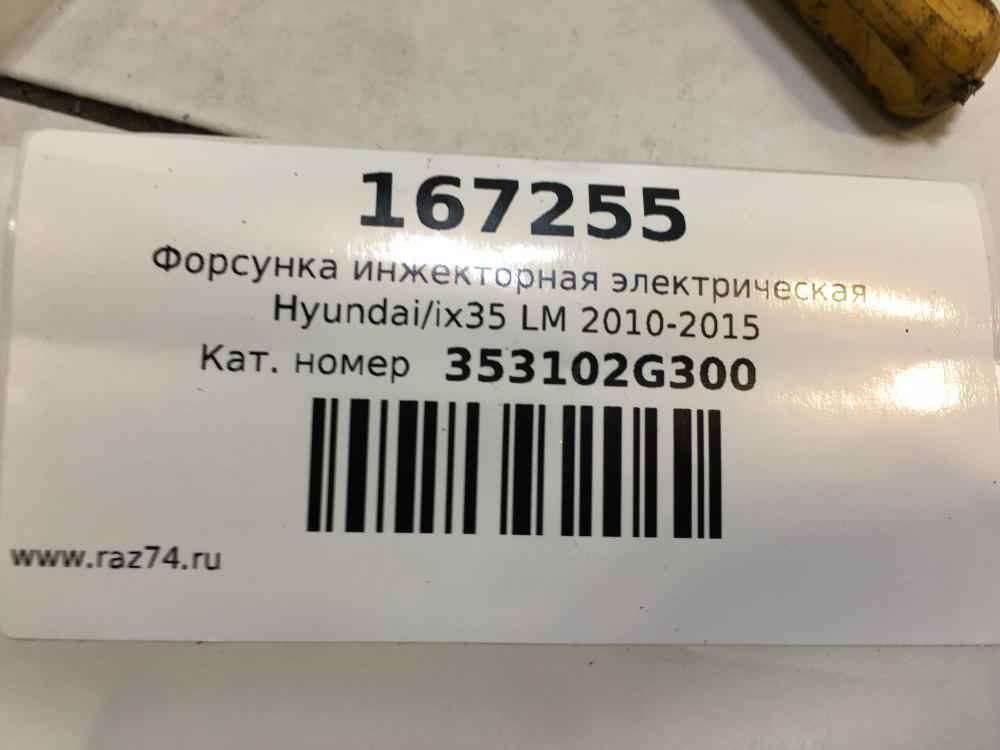 167255
Форсунка инжекторная электрическая
Hyundai/ix35 LM 2010-2015
Кат. номер 353102G300
www.raz74.ru